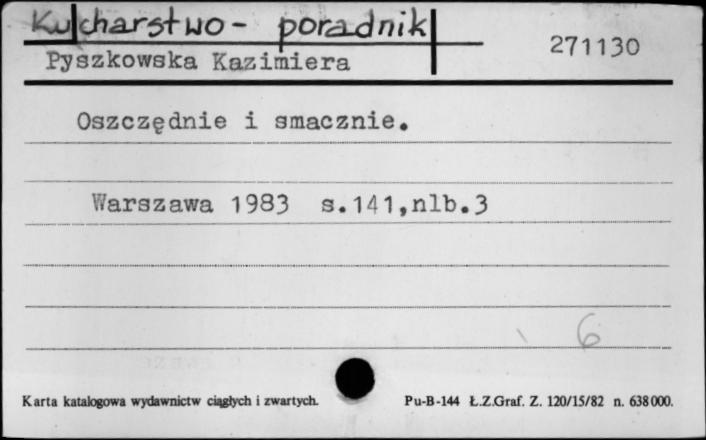 Kucharstwo - poradnik
271130
Pyszkowska Kazimiera
Oszczędnie i smacznie.
Warszawa 1983 s.141,nlb.3
6
Karta katalogowa wydawnictw ciągłych i zwartych. Pu-B-144 Ł.Z.Graf. Z. 120/15/82 n. 638000.